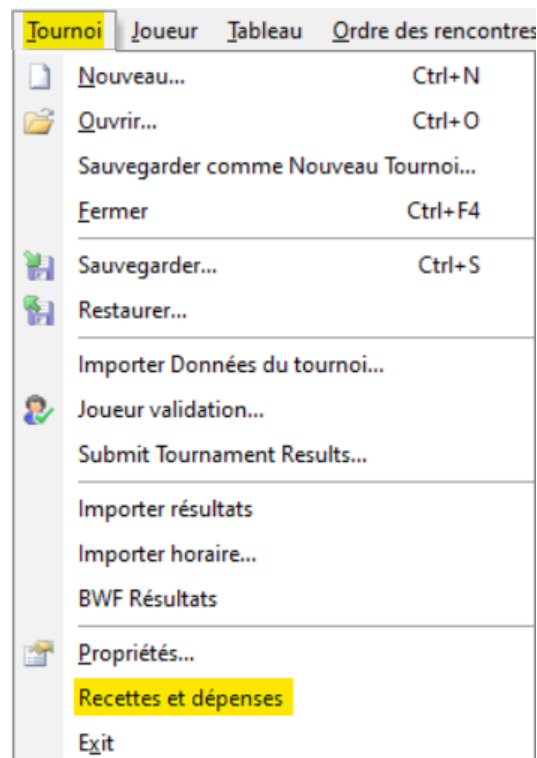 Tournoi Joueur Tableau Ordre des rencontres
Nouveau... Ctrl+N
Ouvrir... Ctrl+O
Sauvegarder comme Nouveau Tournoi...
Fermer Ctrl+F4
Sauvegarder... Ctrl+S
Restaurer...
Importer Données du tournoi...
Joueur validation...
Submit Tournament Results...
Importer résultats
Importer horaire...
BWF Résultats
Propriétés...
Recettes et dépenses
Exit